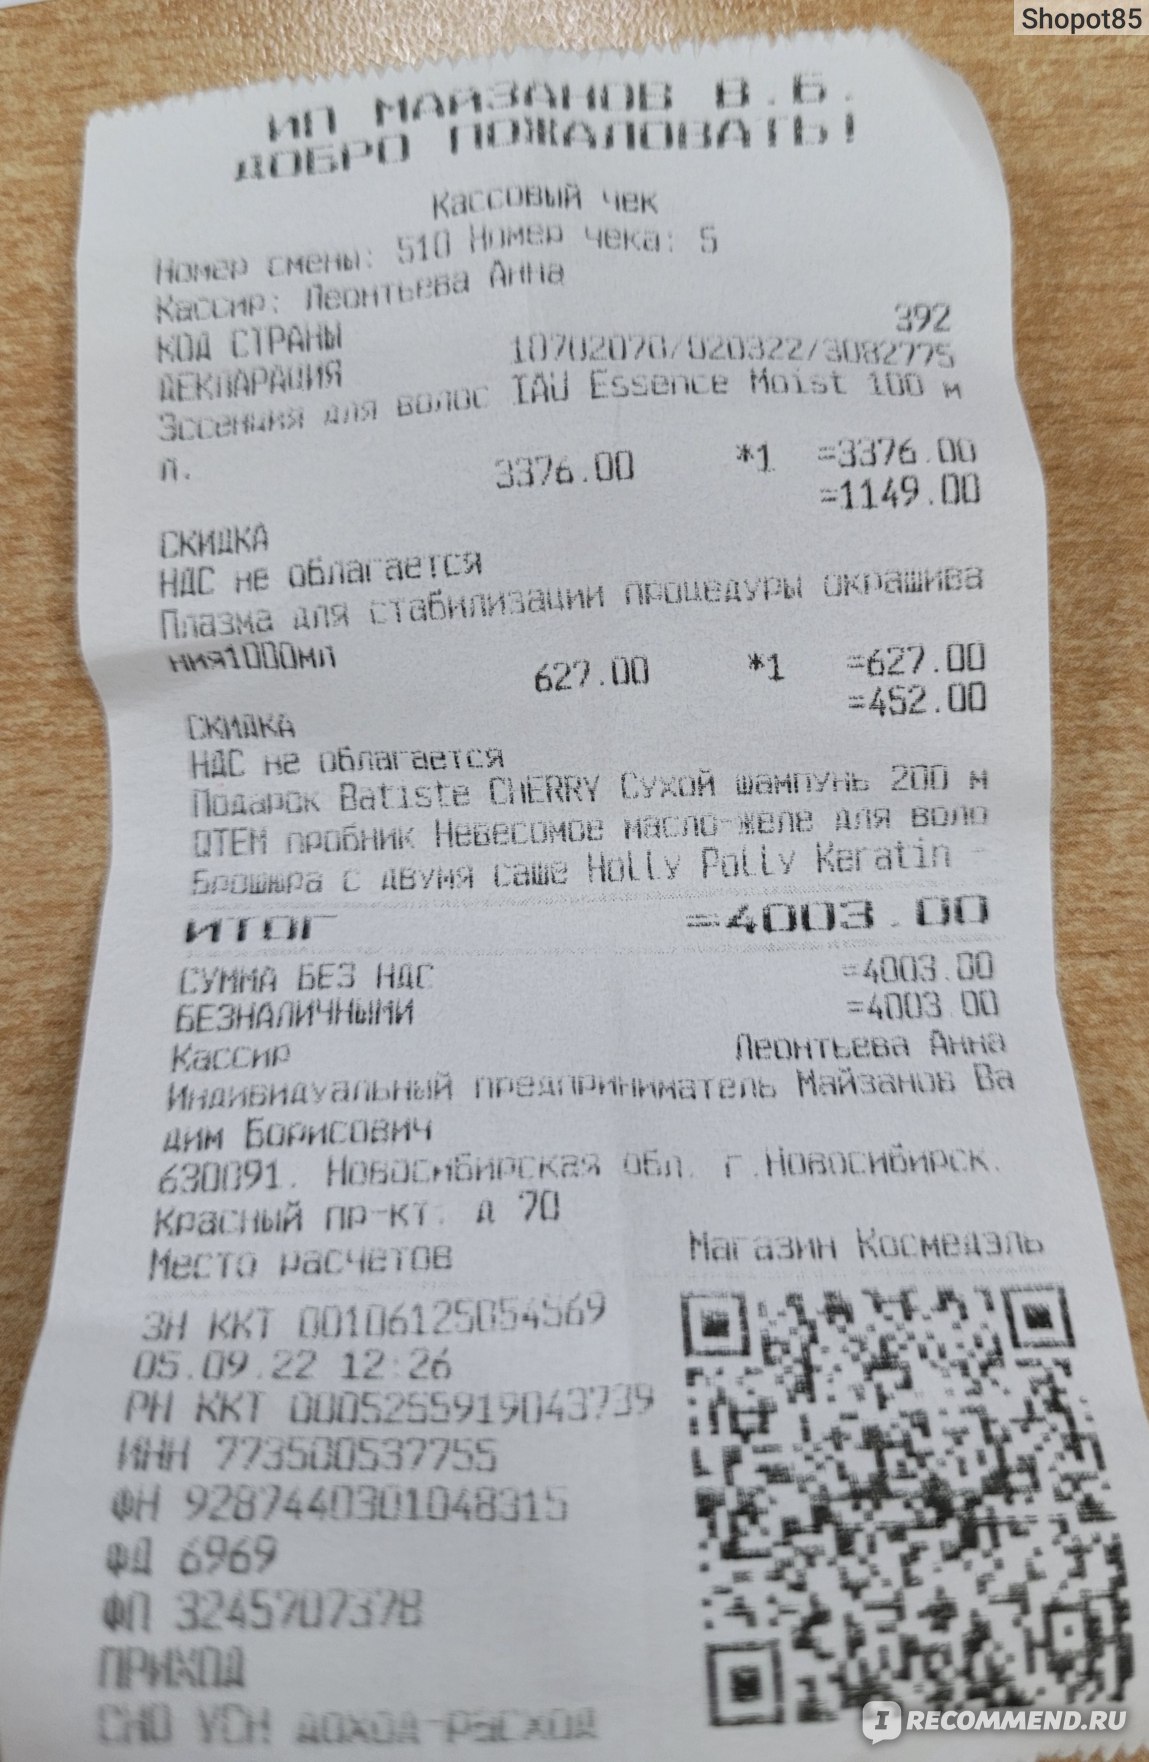 Shopot85
ИП МАЙЗАНОВ В.Б.
ДОБРО ПОЖАЛОВАТЬ!
Кассовый чек
Номер смены: 510 Номер чека: 5
Кассир: Леонтьева Анна
КОД СТРАНЫ 392
ДЕКЛАРАЦИЯ 10702070/020322/3082775
Эссенция для волос IAU Essence Moist 100 м
л.
3376.00 *1 =3376.00
СКИДКА =1149.00
НДС не облагается
Плазма для стабилизации процедуры окрашива
ния1000мл
627.00 *1 =627.00
СКИДКА =452.00
НДС не облагается
Подарок Batiste CHERRY Сухой шампунь 200 м
QTEM пробник Небесомое масло-желе для воло
Брошюра с двумя саше Holly Polly Keratin -
ИТОГ =4003.00
СУММА БЕЗ НДС =4003.00
БЕЗНАЛИЧНЫМИ =4003.00
Кассир Леонтьева Анна
Индивидуальный предприниматель Майзанов Ва
дим Борисович
630091, Новосибирская обл, г.Новосибирск,
Красный пр-кт, д 70
Место расчетов Магазин Космедэль
ЗН ККТ 00106125054569
05.09.22 12:26
РН ККТ 0005255919043739
ИНН 773500537755
ФН 9287440301048315
ФД 6969
ФП 3245707378
ПРИХОД
СНО УСН доход-расход
IRECOMMEND.RU